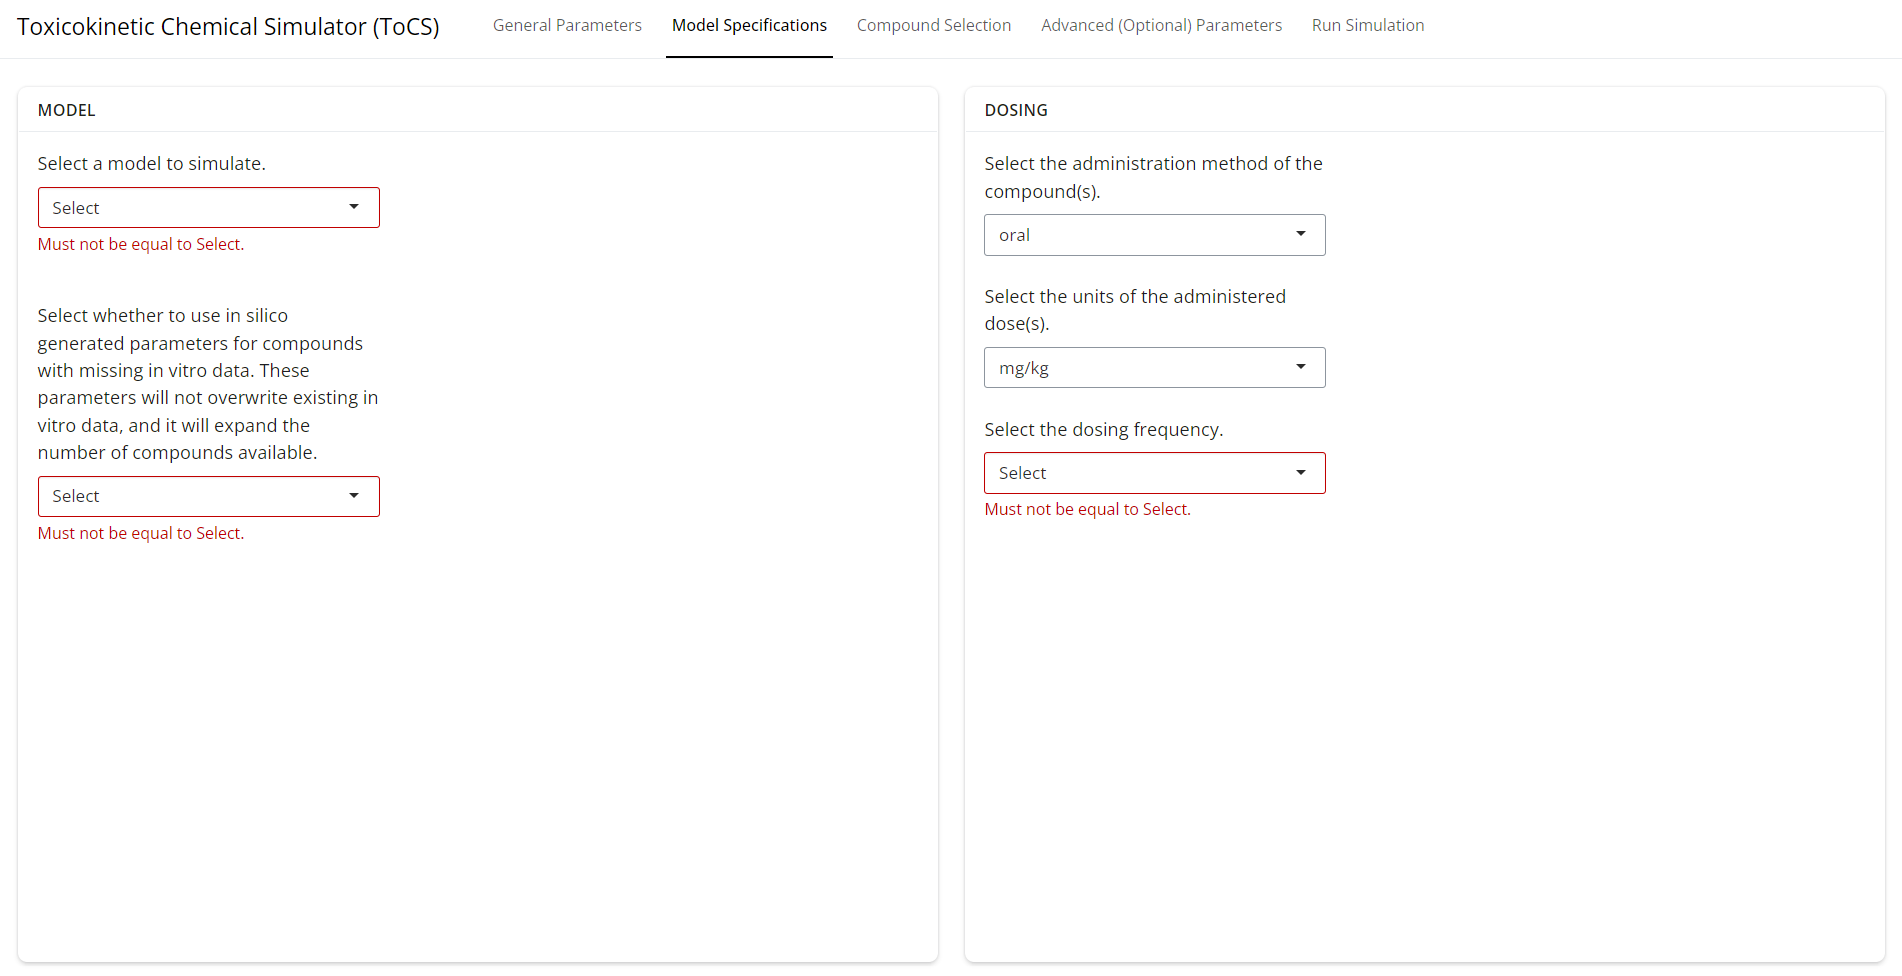 Toxicokinetic Chemical Simulator (ToCS)
General Parameters
Model Specifications
Compound Selection
Advanced (Optional) Parameters
Run Simulation
MODEL
Select a model to simulate.
Select
Must not be equal to Select.
Select whether to use in silico
generated parameters for compounds
with missing in vitro data. These
parameters will not overwrite existing in
vitro data, and it will expand the
number of compounds available.
Select
Must not be equal to Select.
DOSING
Select the administration method of the
compound(s).
oral
Select the units of the administered
dose(s).
mg/kg
Select the dosing frequency.
Select
Must not be equal to Select.